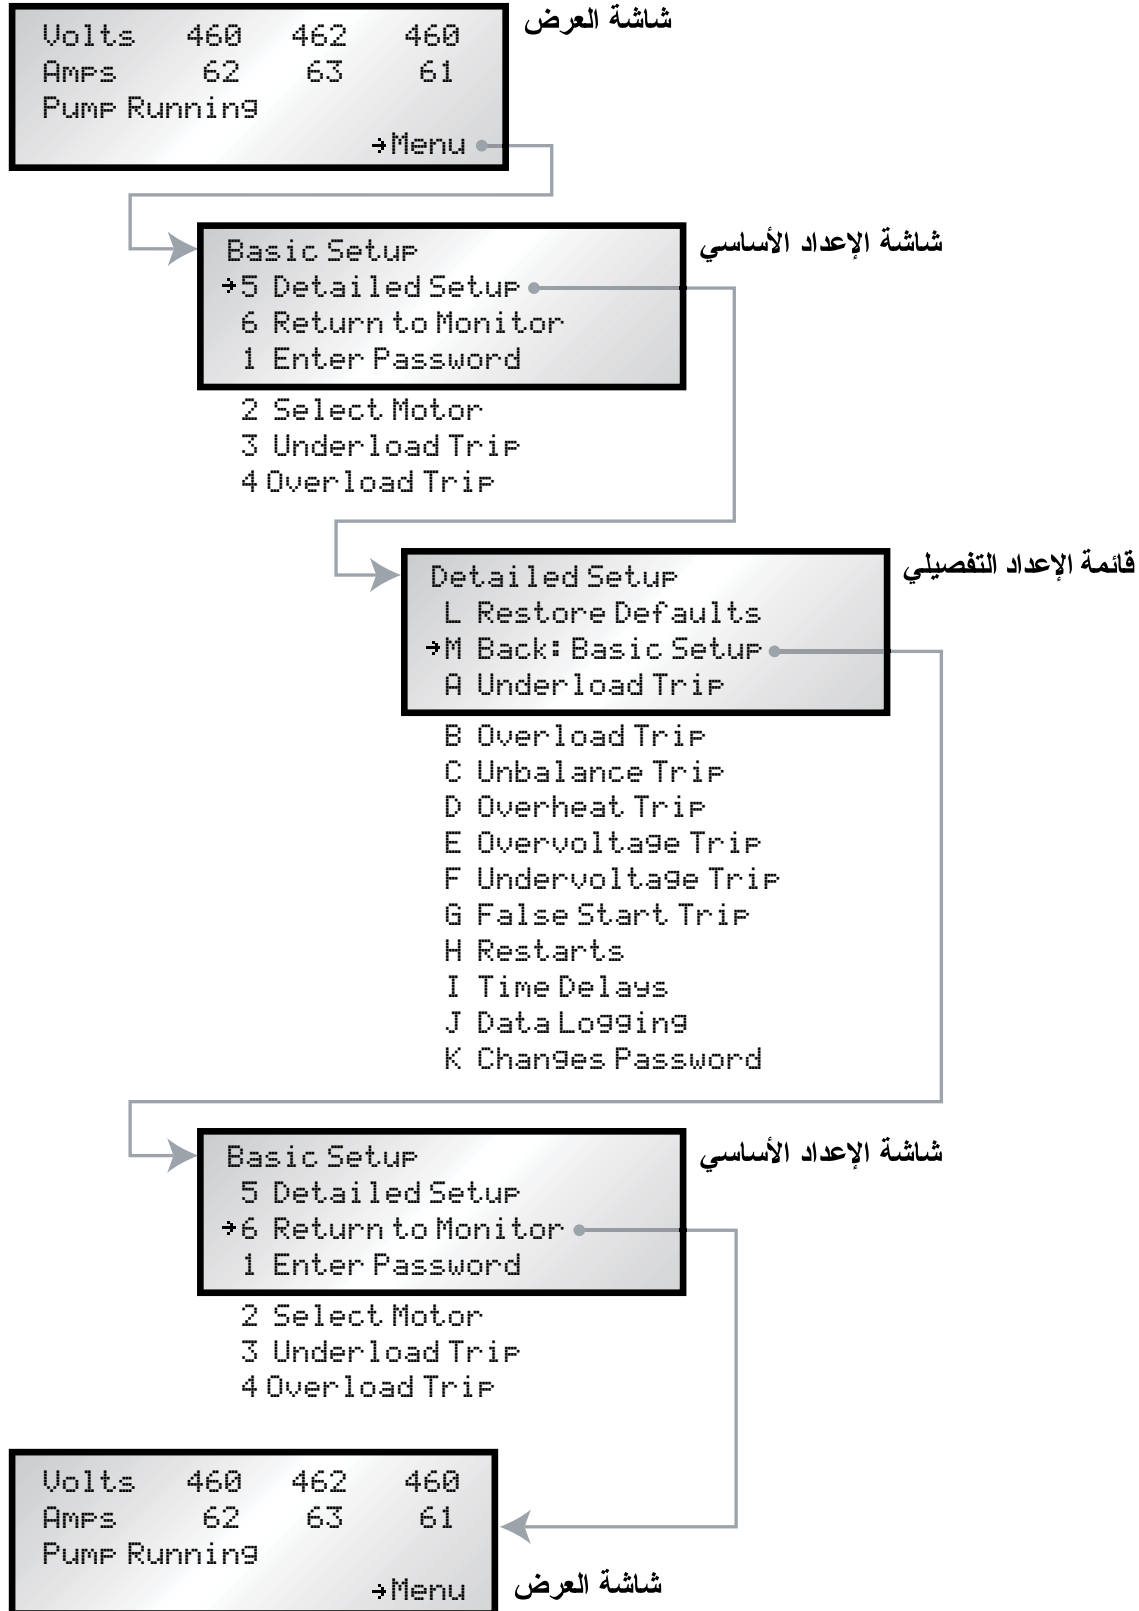 شاشة العرض
Volts 460 462 460
Amps 62 63 61
Pump Running
→Menu
شاشة الإعداد الأساسي
Basic Setup
→5 Detailed Setup
6 Return to Monitor
1 Enter Password
2 Select Motor
3 Underload Trip
4 Overload Trip
قائمة الإعداد التفصيلي
Detailed Setup
L Restore Defaults
→M Back: Basic Setup
A Underload Trip
B Overload Trip
C Unbalance Trip
D Overheat Trip
E Overvoltage Trip
F Undervoltage Trip
G False Start Trip
H Restarts
I Time Delays
J Data Logging
K Changes Password
شاشة الإعداد الأساسي
Basic Setup
5 Detailed Setup
→6 Return to Monitor
1 Enter Password
2 Select Motor
3 Underload Trip
4 Overload Trip
Volts 460 462 460
Amps 62 63 61
Pump Running
→Menu
شاشة العرض